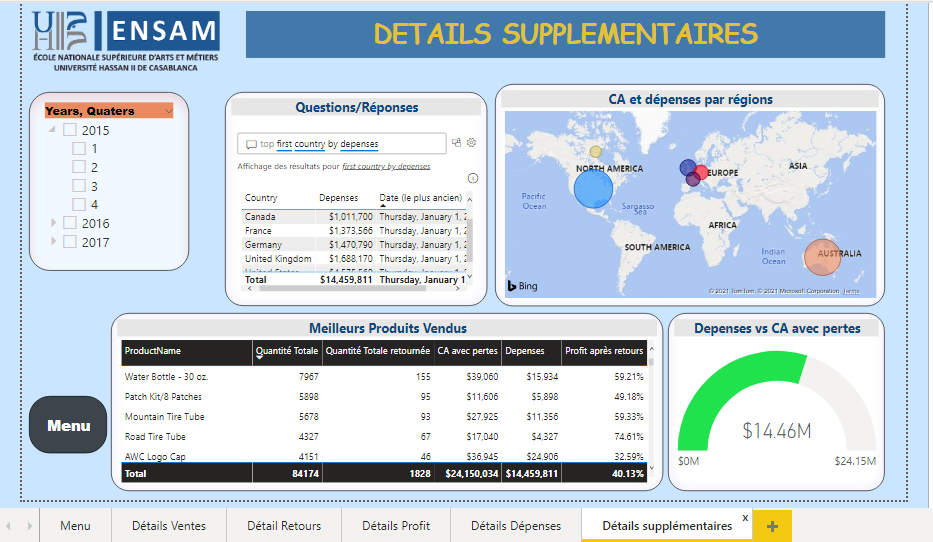 UH ENSAM
ÉCOLE NATIONALE SUPÉRIEURE D'ARTS ET MÉTIERS
UNIVERSITÉ HASSAN II DE CASABLANCA
DETAILS SUPPLEMENTAIRES
Years, Quaters
2015
1
2
3
4
2016
2017
Questions/Réponses
top first country by depenses
Affichage des résultats pour first country by depenses
Country Depenses Date (le plus ancien)
Canada $1,011,700 Thursday, January 1, 2
France $1,373,566 Thursday, January 1, 2
Germany $1,470,790 Thursday, January 1, 2
United Kingdom $1,688,170 Thursday, January 1, 2
Total $14,459,811 Thursday, January 1
CA et dépenses par régions
NORTH AMERICA
EUROPE
ASIA
Pacific
Ocean
Sargasso
Sea
AFRICA
SOUTH AMERICA
Indian
Ocean
AUSTRALIA
Bing
© 2021 TomTom, © 2021 Microsoft Corporation Terms
Meilleurs Produits Vendus
ProductName Quantité Totale Quantité Totale retournée CA avec pertes Depenses Profit après retours
Water Bottle - 30 oz. 7967 155 $39,060 $15,934 59.21%
Patch Kit/8 Patches 5898 95 $11,606 $5,898 49.18%
Mountain Tire Tube 5678 93 $27,925 $11,356 59.33%
Road Tire Tube 4327 67 $17,040 $4,327 74.61%
AWC Logo Cap 4151 46 $36,945 $24,906 32.59%
Total 84174 1828 $24,150,034 $14,459,811 40.13%
Depenses vs CA avec pertes
$14.46M
$0M $24.15M
Menu
Menu Détails Ventes Détail Retours Détails Profit Détails Dépenses Détails supplémentaires x +